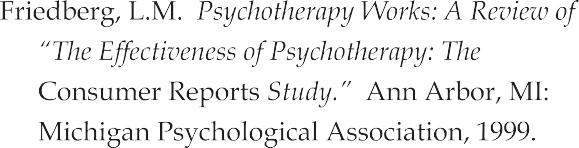 Friedberg, L.M.  Psychotherapy Works: A Review of
“The Effectiveness of Psychotherapy: The
Consumer Reports Study.”  Ann Arbor, MI:
Michigan Psychological Association, 1999.